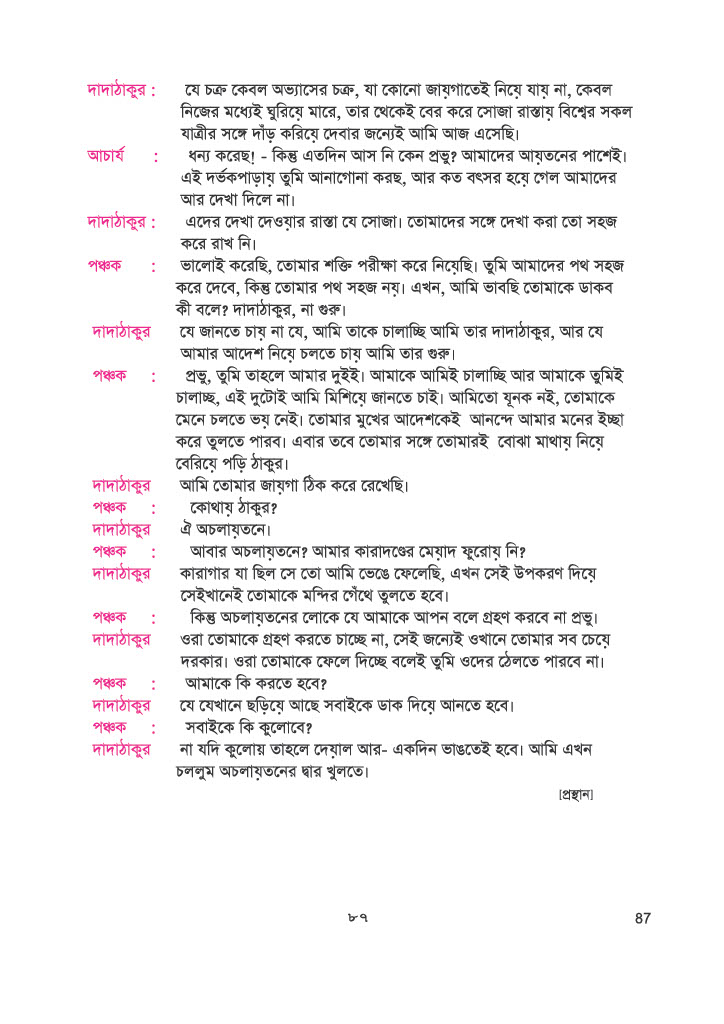 দাদাঠাকুর : যে চক্র কেবল অভ্যাসের চক্র, যা কোনো জায়গাতেই নিয়ে যায় না, কেবল
নিজের মধ্যেই ঘুরিয়ে মারে, তার থেকেই বের করে সোজা রাস্তায় বিশ্বের সকল
যাত্রীর সঙ্গে দাঁড় করিয়ে দেবার জন্যেই আমি আজ এসেছি।
আচার্য : ধন্য করেছ! - কিন্তু এতদিন আস নি কেন প্রভু? আমাদের আয়তনের পাশেই।
এই দর্ভকপাড়ায় তুমি আনাগোনা করছ, আর কত বৎসর হয়ে গেল আমাদের
আর দেখা দিলে না।
দাদাঠাকুর : এদের দেখা দেওয়ার রাস্তা যে সোজা। তোমাদের সঙ্গে দেখা করা তো সহজ
করে রাখ নি।
পঞ্চক : ভালোই করেছি, তোমার শক্তি পরীক্ষা করে নিয়েছি। তুমি আমাদের পথ সহজ
করে দেবে, কিন্তু তোমার পথ সহজ নয়। এখন, আমি ভাবছি তোমাকে ডাকব
কী বলে? দাদাঠাকুর, না গুরু।
দাদাঠাকুর যে জানতে চায় না যে, আমি তাকে চালাচ্ছি আমি তার দাদাঠাকুর, আর যে
আমার আদেশ নিয়ে চলতে চায় আমি তার গুরু।
পঞ্চক : প্রভু, তুমি তাহলে আমার দুইই। আমাকে আমিই চালাচ্ছি আর আমাকে তুমিই
চালাচ্ছ, এই দুটোই আমি মিশিয়ে জানতে চাই। আমিতো যূনক নই, তোমাকে
মেনে চলতে ভয় নেই। তোমার মুখের আদেশকেই আনন্দে আমার মনের ইচ্ছা
করে তুলতে পারব। এবার তবে তোমার সঙ্গে তোমারই বোঝা মাথায় নিয়ে
বেরিয়ে পড়ি ঠাকুর।
দাদাঠাকুর আমি তোমার জায়গা ঠিক করে রেখেছি।
পঞ্চক : কোথায় ঠাকুর?
দাদাঠাকুর ঐ অচলায়তনে।
পঞ্চক : আবার অচলায়তনে? আমার কারাদণ্ডের মেয়াদ ফুরোয় নি?
দাদাঠাকুর কারাগার যা ছিল সে তো আমি ভেঙে ফেলেছি, এখন সেই উপকরণ দিয়ে
সেইখানেই তোমাকে মন্দির গেঁথে তুলতে হবে।
পঞ্চক : কিন্তু অচলায়তনের লোকে যে আমাকে আপন বলে গ্রহণ করবে না প্রভু।
দাদাঠাকুর ওরা তোমাকে গ্রহণ করতে চাচ্ছে না, সেই জন্যেই ওখানে তোমার সব চেয়ে
দরকার। ওরা তোমাকে ফেলে দিচ্ছে বলেই তুমি ওদের ঠেলতে পারবে না।
পঞ্চক : আমাকে কি করতে হবে?
দাদাঠাকুর যে যেখানে ছড়িয়ে আছে সবাইকে ডাক দিয়ে আনতে হবে।
পঞ্চক : সবাইকে কি কুলোবে?
দাদাঠাকুর না যদি কুলোয় তাহলে দেয়াল আর- একদিন ভাঙতেই হবে। আমি এখন
চললুম অচলায়তনের দ্বার খুলতে।
[প্রস্থান]
৮৭ 87